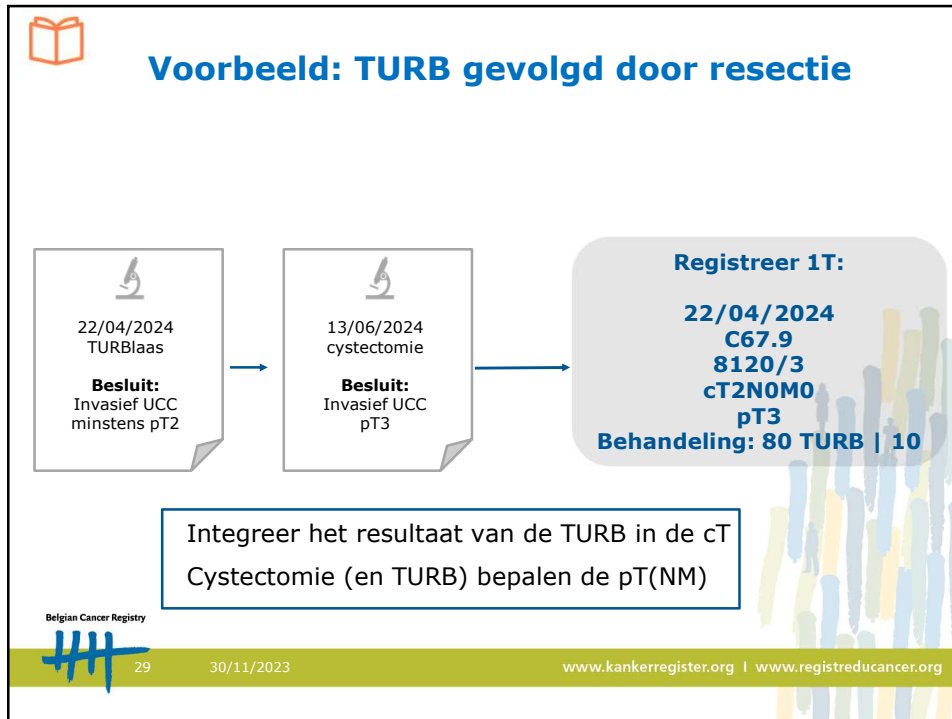 Voorbeeld: TURB gevolgd door resectie
22/04/2024
TURBlaas
Besluit:
Invasief UCC
minstens pT2
13/06/2024
cystectomie
Besluit:
Invasief UCC
pT3
Registreer 1T:
22/04/2024
C67.9
8120/3
cT2N0M0
pT3
Behandeling: 80 TURB | 10
Integreer het resultaat van de TURB in de cT
Cystectomie (en TURB) bepalen de pT(NM)
Belgian Cancer Registry
29 30/11/2023 www.kankerregister.org I www.registreducancer.org